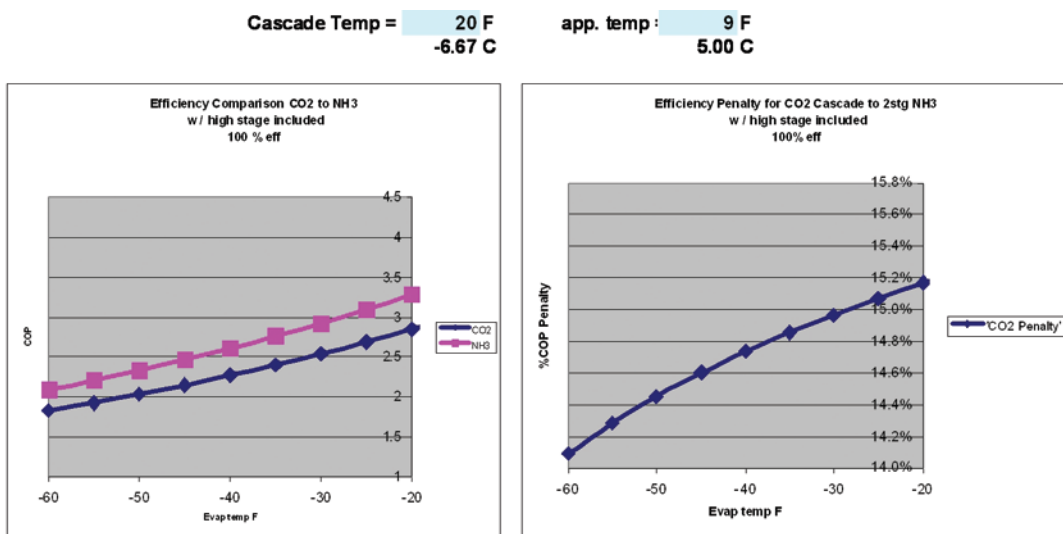 Cascade Temp = 20 F app. temp = 9 F
-6.67 C 5.00 C
Efficiency Comparison CO2 to NH3
w / high stage included
100 % eff
4.5
4
3.5
3
2.5
2
1.5
1
COP
-60 -50 -40 -30 -20
Evap temp F
CO2
NH3
Efficiency Penalty for CO2 Cascade to 2stg NH3
w / high stage included
100% eff
15.8%
15.6%
15.4%
15.2%
15.0%
14.8%
14.6%
14.4%
14.2%
14.0%
%COP Penalty
-60 -50 -40 -30 -20
Evap temp F
'CO2 Penalty'